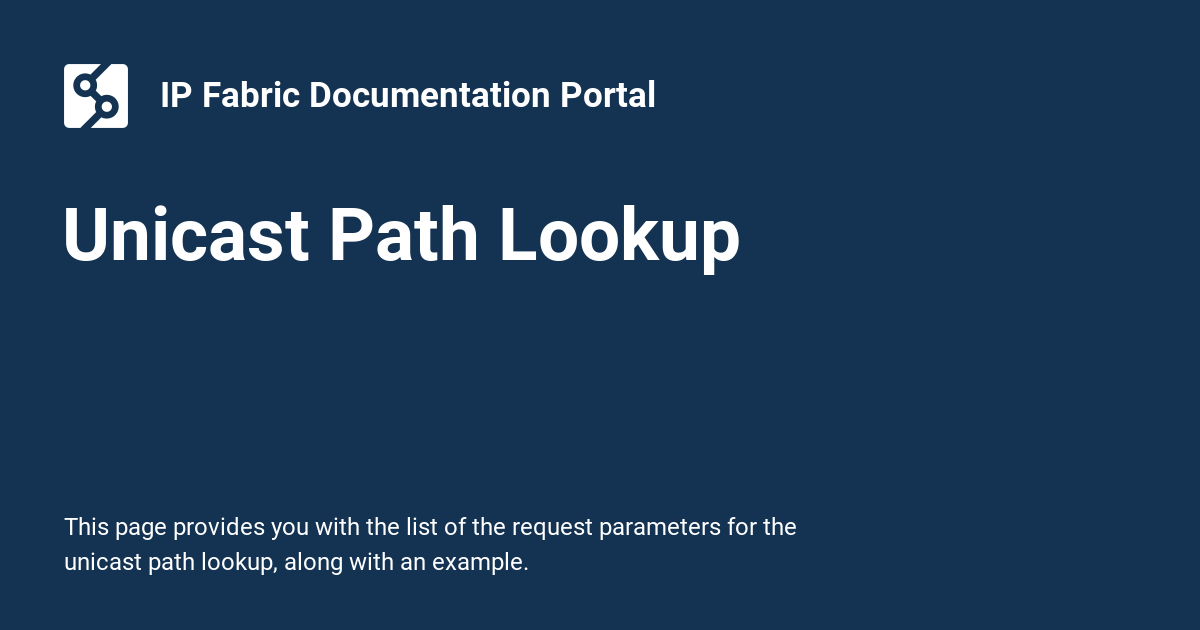 IP Fabric Documentation Portal
Unicast Path Lookup
This page provides you with the list of the request parameters for the
unicast path lookup, along with an example.